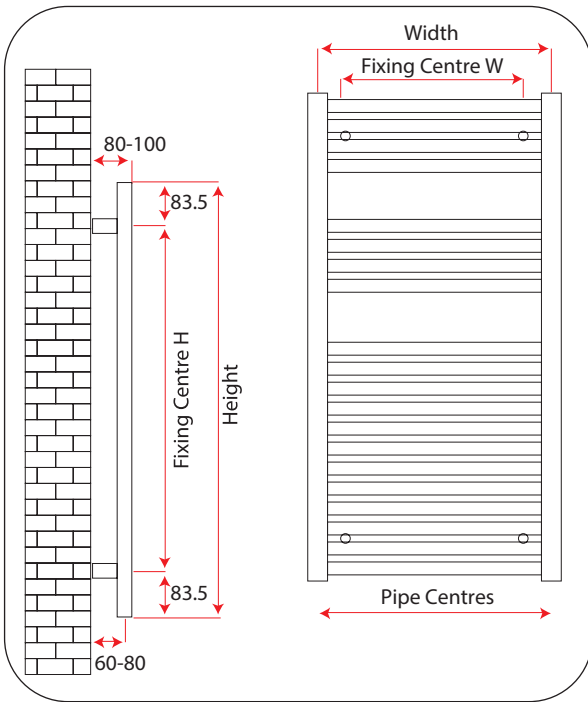 Width
Fixing Centre W
80-100
83.5
Fixing Centre H
Height
83.5
Pipe Centres
60-80